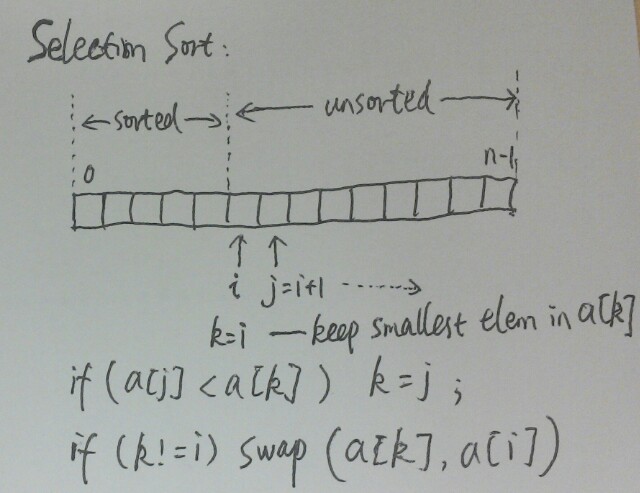 Selection Sort:
sorted unsorted
0 n-1
i j=i+1
k=i — keep smallest elem in a[k]
if (a[j] < a[k]) k=j;
if (k!=i) swap (a[k], a[i])